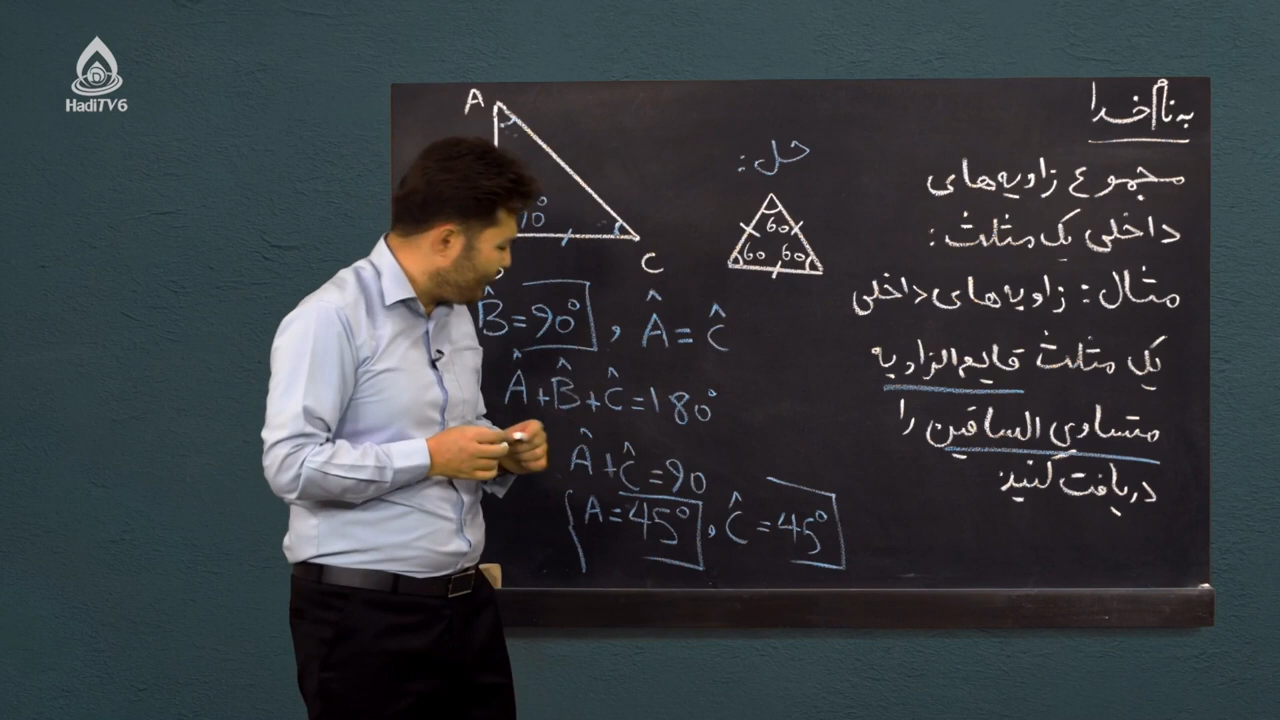 HadiTV6
به نام خدا
مجموع زاویه‌های
داخلی یک مثلث :
مثال : زاویه‌های داخلی
یک مثلث قایم‌الزاویه
متساوی الساقین را
دریافت کنید
حل :
60
60 60
A
C
B̂ = 90° , Â = Ĉ
Â + B̂ + Ĉ = 180°
Â + Ĉ = 90
A = 45° , Ĉ = 45°